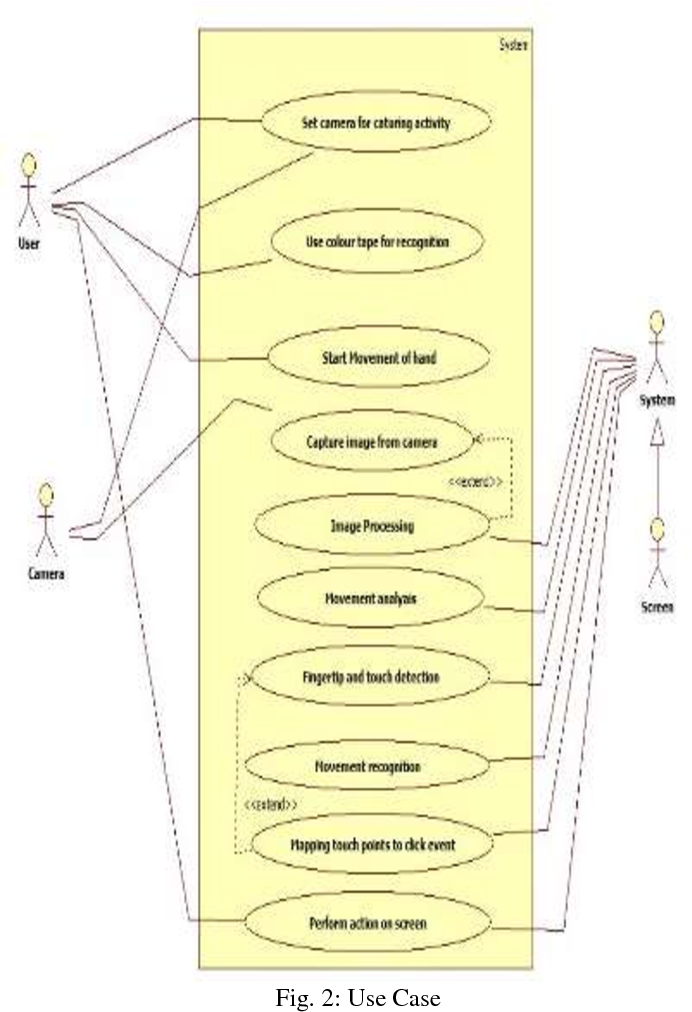 System
Set camera for caturing activity
User
Use colour tape for recognition
Start Movement of hand
System
Capture image from camera
<<extend>>
Image Processing
Camera
Movement analysis
Screen
Fingertip and touch detection
Movement recognition
<<extend>>
Mapping touch points to click event
Perform action on screen
Fig. 2: Use Case